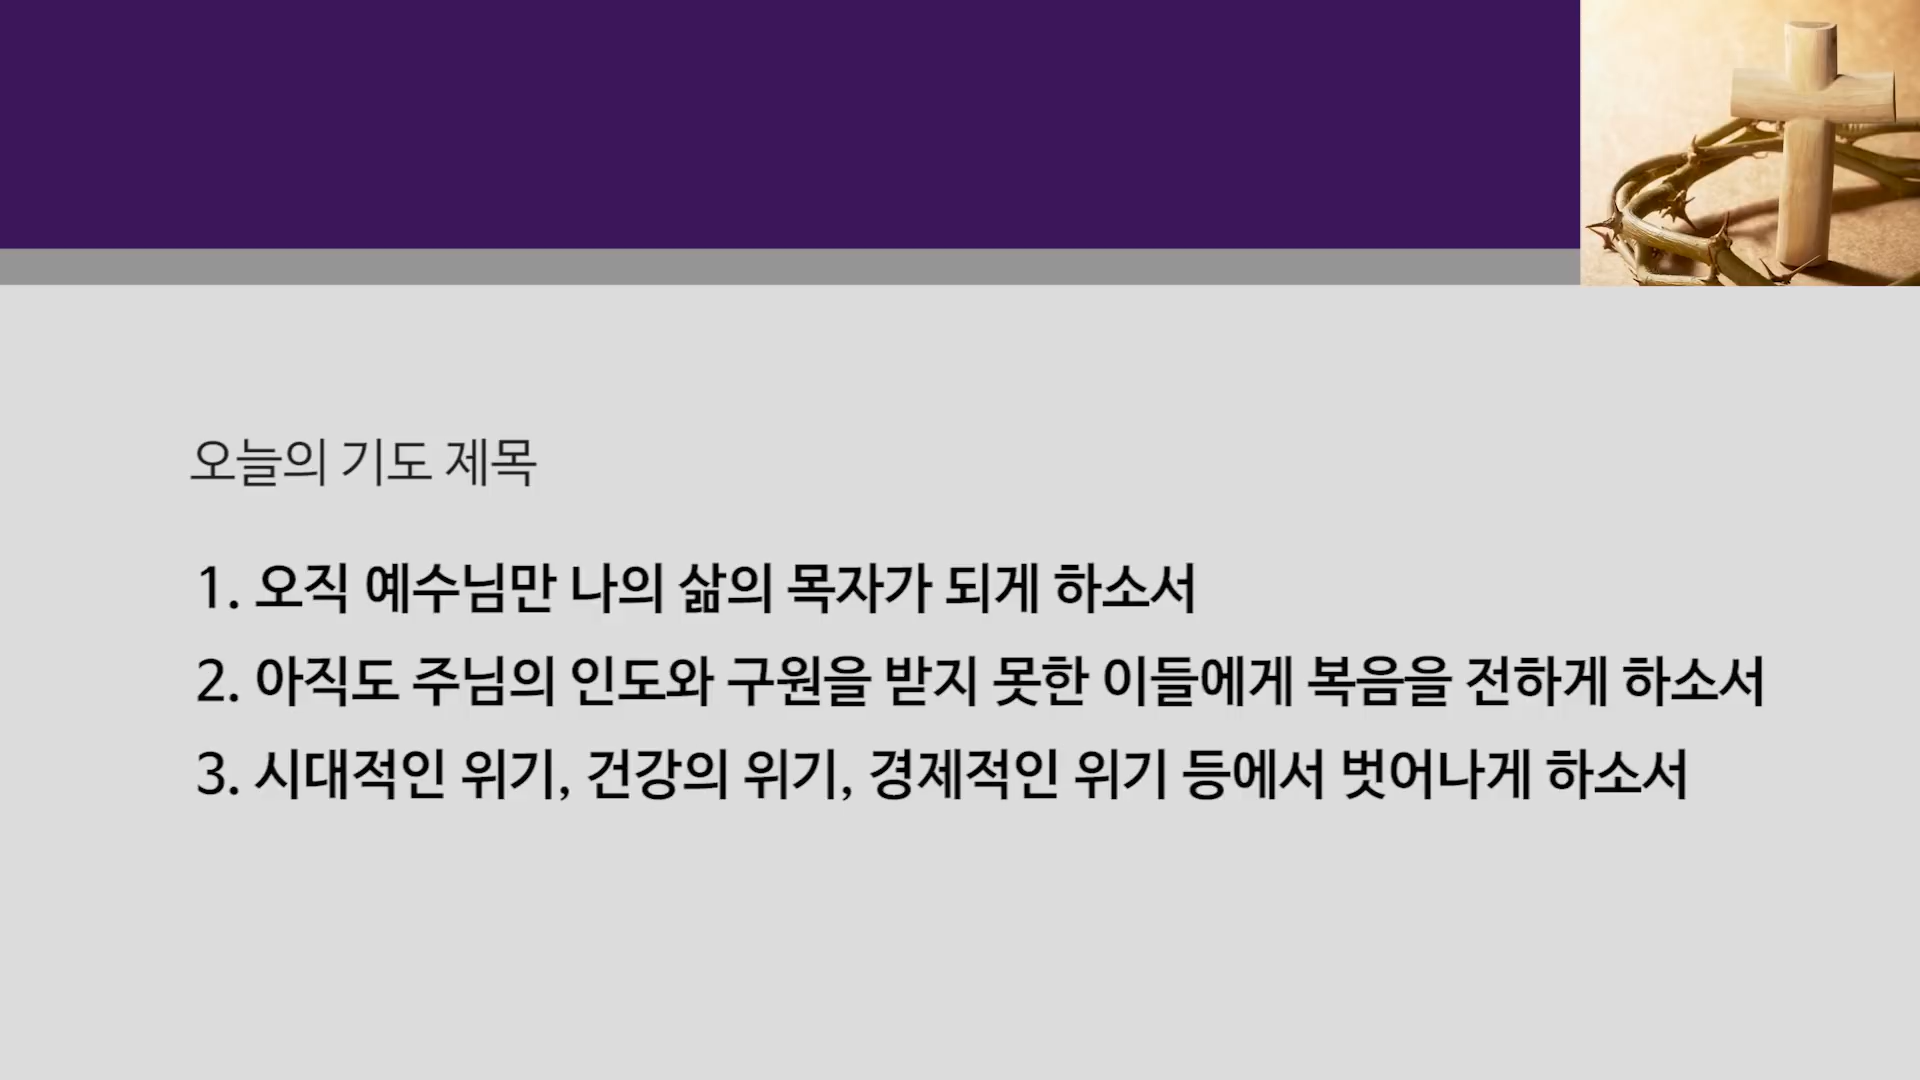 오늘의 기도 제목
1. 오직 예수님만 나의 삶의 목자가 되게 하소서
2. 아직도 주님의 인도와 구원을 받지 못한 이들에게 복음을 전하게 하소서
3. 시대적인 위기, 건강의 위기, 경제적인 위기 등에서 벗어나게 하소서